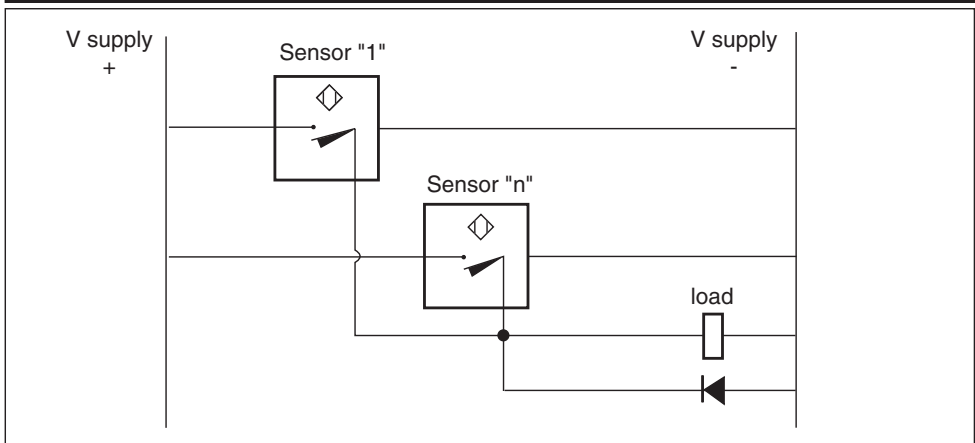 V supply
+
Sensor "1"
V supply
-
Sensor "n"
load